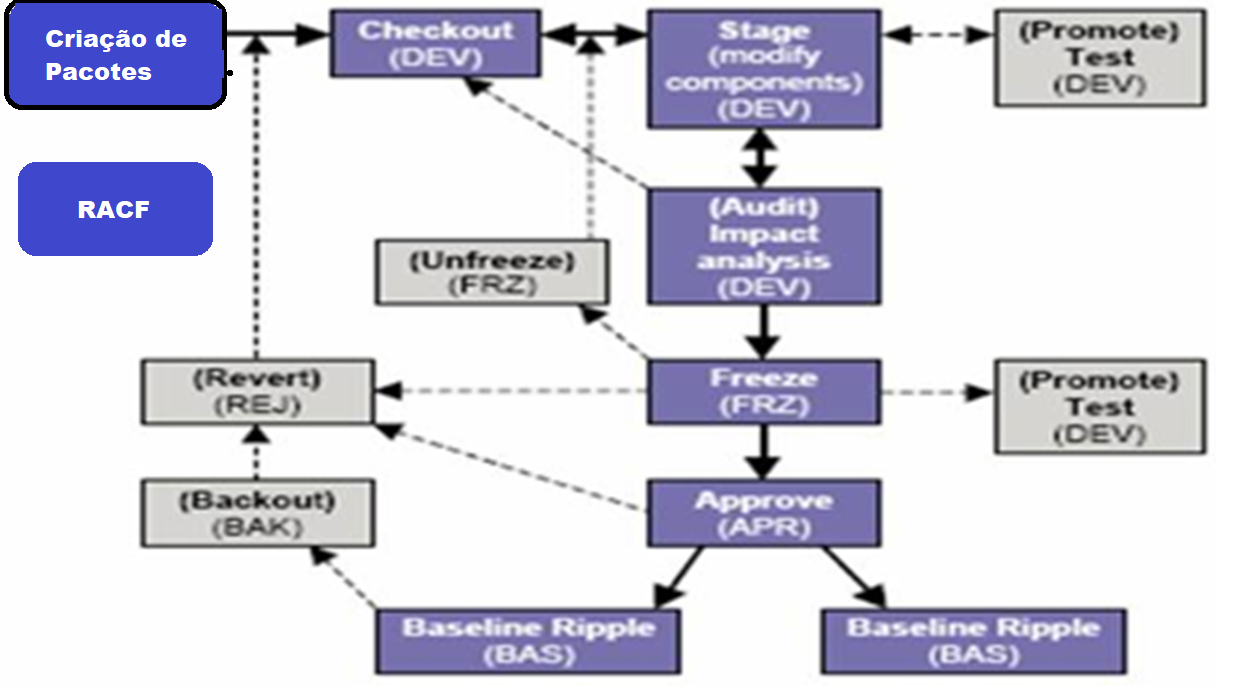 Criação de
Pacotes
Checkout
(DEV)
Stage
(modify
components)
(DEV)
(Promote)
Test
(DEV)
RACF
(Audit)
Impact
analysis
(DEV)
(Unfreeze)
(FRZ)
(Revert)
(REJ)
Freeze
(FRZ)
(Promote)
Test
(DEV)
(Backout)
(BAK)
Approve
(APR)
Baseline Ripple
(BAS)
Baseline Ripple
(BAS)